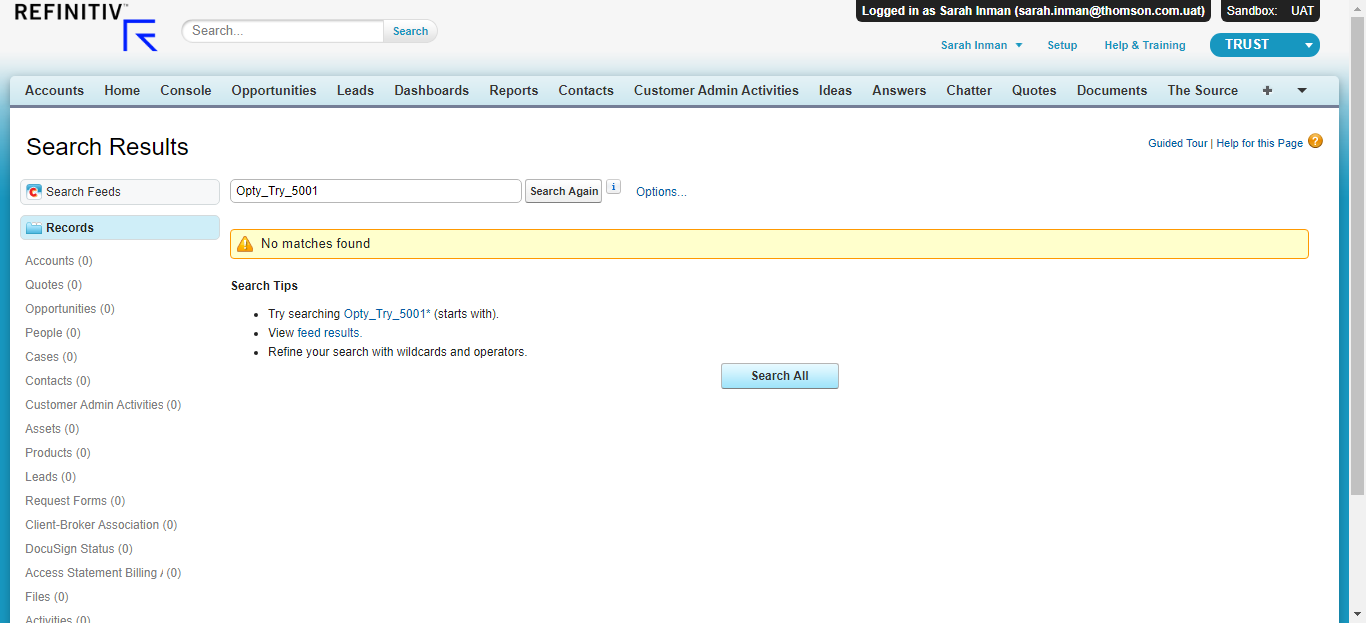 REFINITIV
Search...
Search
Logged in as Sarah Inman (sarah.inman@thomson.com.uat)
Sandbox: UAT
Sarah Inman
Setup
Help & Training
TRUST
Accounts Home Console Opportunities Leads Dashboards Reports Contacts Customer Admin Activities Ideas Answers Chatter Quotes Documents The Source
Search Results
Guided Tour | Help for this Page
Search Feeds
Opty_Try_5001
Search Again
i
Options...
Records
No matches found
Accounts (0)
Quotes (0)
Opportunities (0)
People (0)
Cases (0)
Contacts (0)
Customer Admin Activities (0)
Assets (0)
Products (0)
Leads (0)
Request Forms (0)
Client-Broker Association (0)
DocuSign Status (0)
Access Statement Billing (0)
Files (0)
Activities (0)
Search Tips
• Try searching Opty_Try_5001* (starts with).
• View feed results.
• Refine your search with wildcards and operators.
Search All